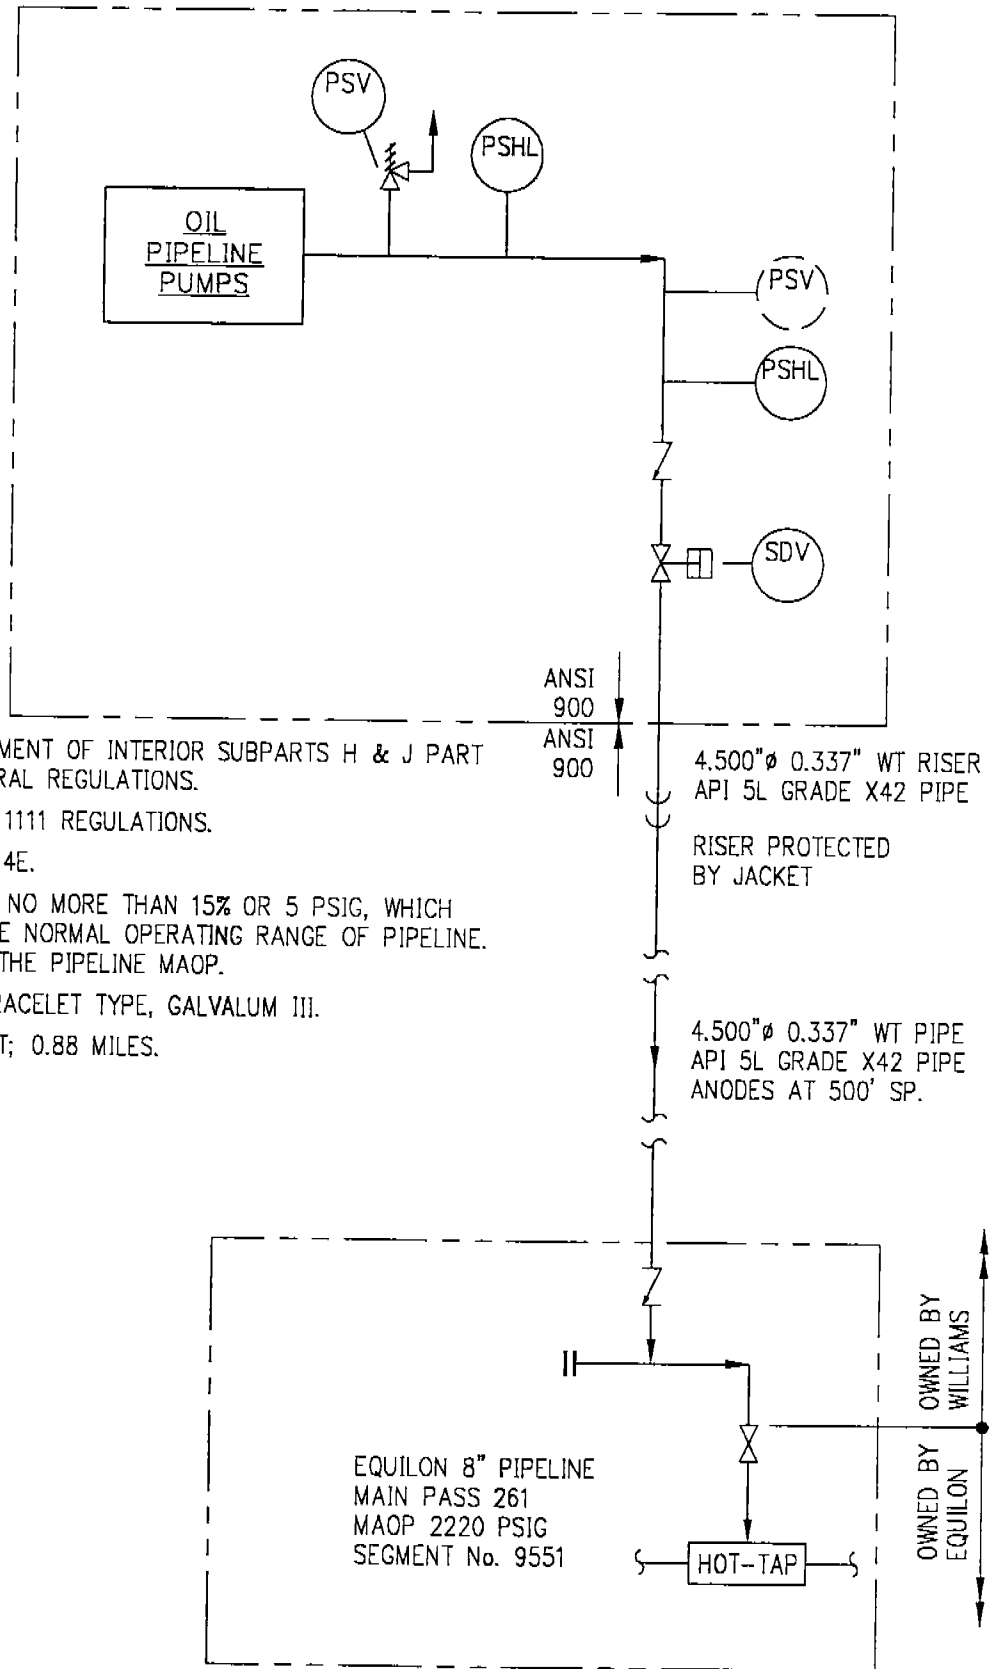 PSV
PSHL
OIL
PIPELINE
PUMPS
PSV
PSHL
SDV
ANSI
900
ANSI
900
MENT OF INTERIOR SUBPARTS H & J PART
RAL REGULATIONS.
1111 REGULATIONS.
4E.
NO MORE THAN 15% OR 5 PSIG, WHICH
E NORMAL OPERATING RANGE OF PIPELINE.
THE PIPELINE MAOP.
RACELET TYPE, GALVALUM III.
T; 0.88 MILES.
4.500"ø 0.337" WT RISER
API 5L GRADE X42 PIPE
RISER PROTECTED
BY JACKET
4.500"ø 0.337" WT PIPE
API 5L GRADE X42 PIPE
ANODES AT 500' SP.
OWNED BY
WILLIAMS
OWNED BY
EQUILON
EQUILON 8" PIPELINE
MAIN PASS 261
MAOP 2220 PSIG
SEGMENT No. 9551
HOT-TAP